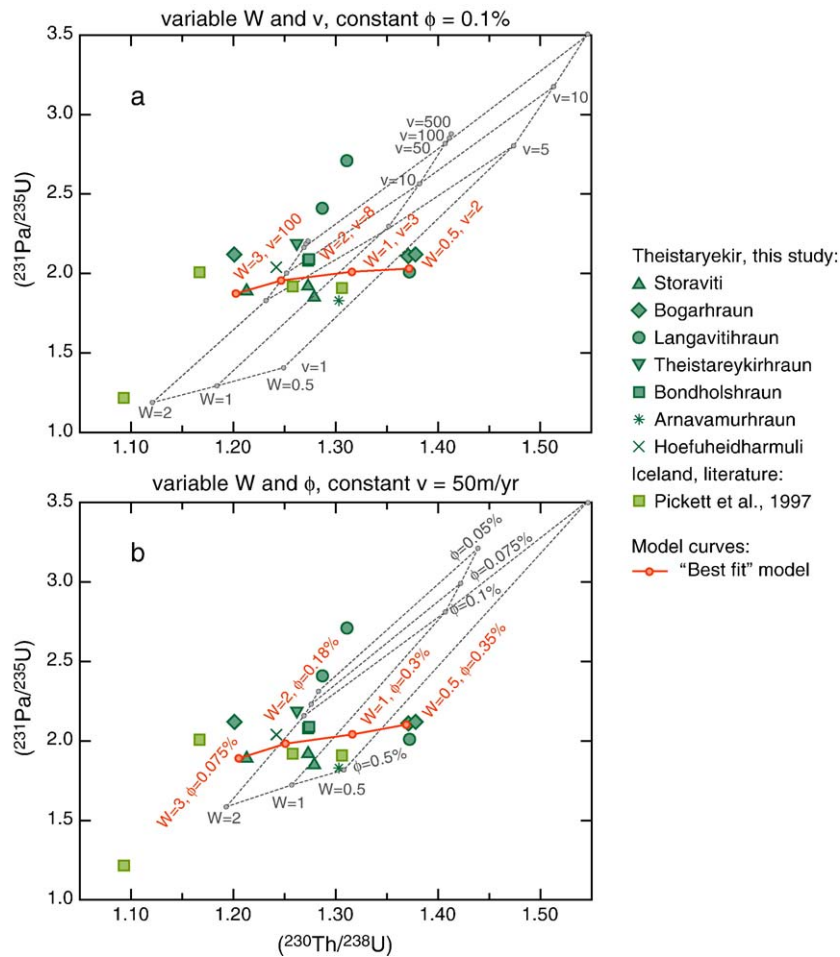 variable W and v, constant ϕ = 0.1%
3.5
3.0
2.5
2.0
1.5
1.0
(²³¹Pa/²³⁵U)
a
v=500
v=100
v=50
v=10
v=10
v=5
W=3, v=100
W=2, v=8
W=1, v=3
W=0.5, v=2
v=1
W=0.5
W=1
W=2
1.10 1.20 1.30 1.40 1.50
variable W and ϕ, constant v = 50m/yr
3.5
3.0
2.5
2.0
1.5
1.0
(²³¹Pa/²³⁵U)
b
ϕ=0.05%
ϕ=0.075%
ϕ=0.1%
W=3, ϕ=0.075%
W=2, ϕ=0.18%
W=1, ϕ=0.3%
W=0.5, ϕ=0.35%
ϕ=0.5%
W=0.5
W=1
W=2
1.10 1.20 1.30 1.40 1.50
(²³⁰Th/²³⁸U)
Theistaryekir, this study:
Storaviti
Bogarhraun
Langavitihraun
Theistareykirhraun
Bondholshraun
Arnavamurhraun
Hoefuheidharmuli
Iceland, literature:
Pickett et al., 1997
Model curves:
“Best fit” model